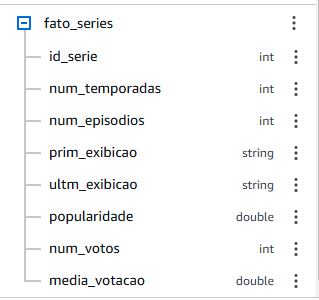 fato_series
id_serie int
num_temporadas int
num_episodios int
prim_exibicao string
ultm_exibicao string
popularidade double
num_votos int
media_votacao double